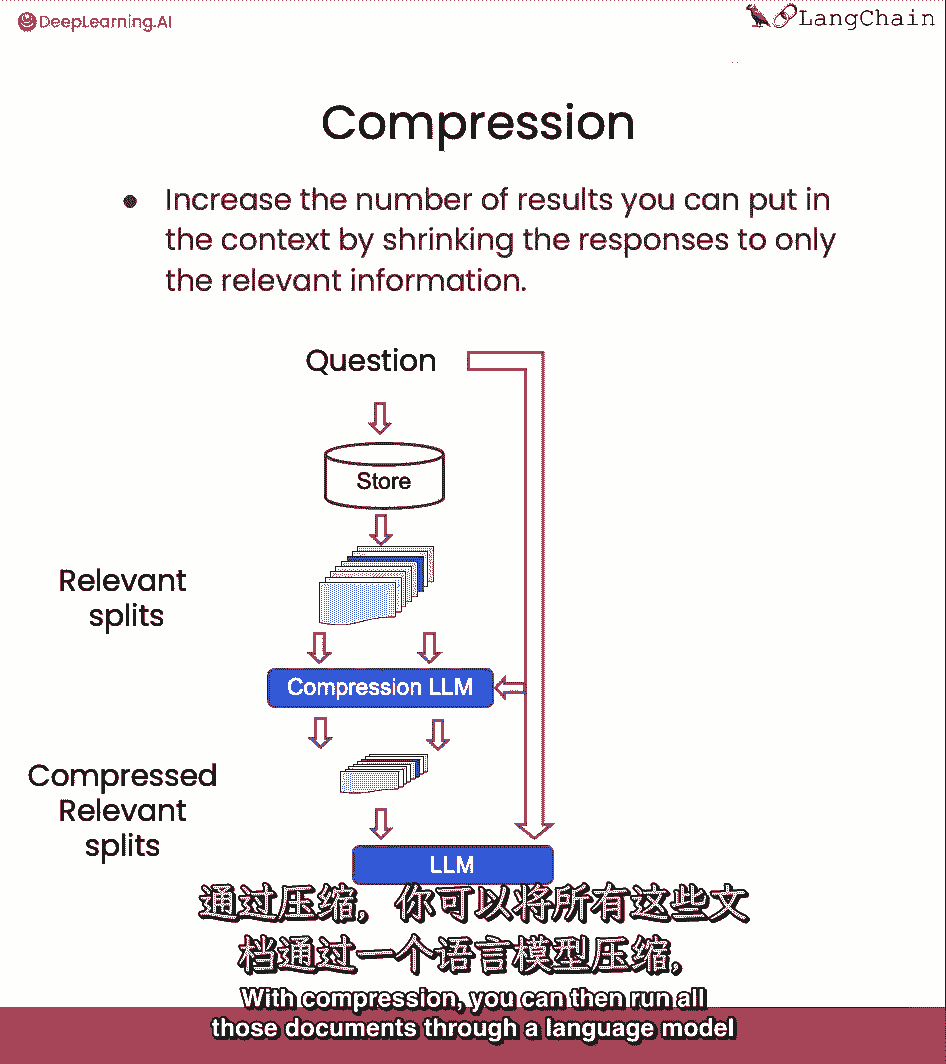 DeepLearning.AI
LangChain
Compression
• Increase the number of results you can put in
the context by shrinking the responses to only
the relevant information.
Question
Store
Relevant
splits
Compression LLM
Compressed
Relevant
splits
LLM
通过压缩，你可以将所有这些文
档通过一个语言模型压缩，
With compression, you can then run all
those documents through a language model